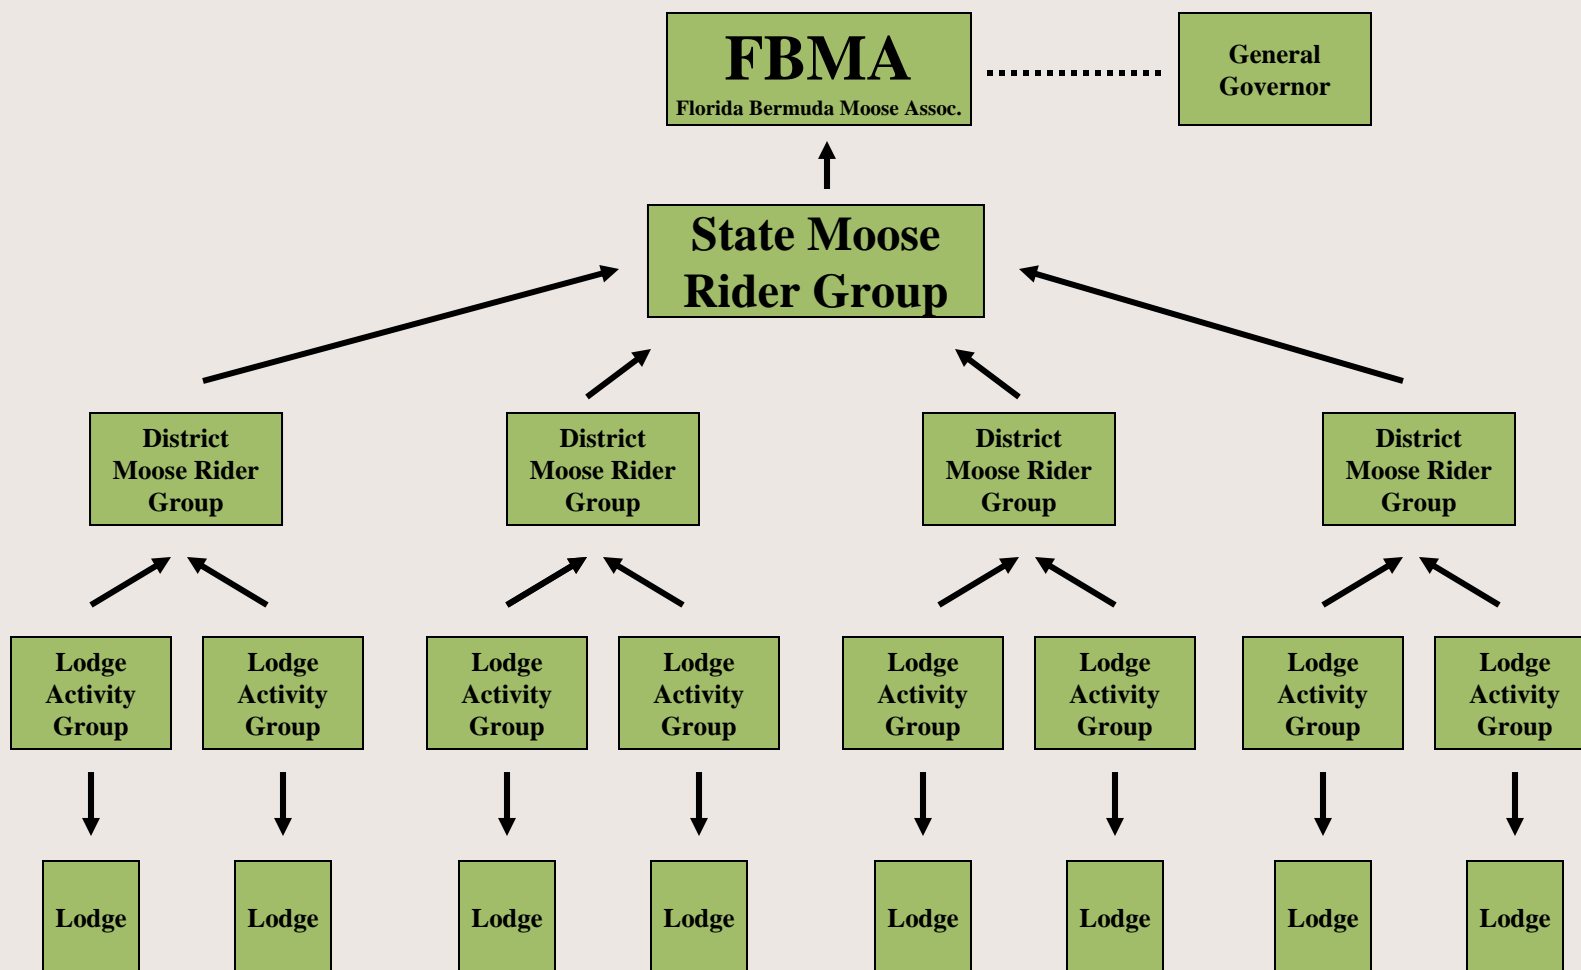 FBMA
Florida Bermuda Moose Assoc.
General
Governor
State Moose
Rider Group
District
Moose Rider
Group
District
Moose Rider
Group
District
Moose Rider
Group
District
Moose Rider
Group
Lodge
Activity
Group
Lodge
Activity
Group
Lodge
Activity
Group
Lodge
Activity
Group
Lodge
Activity
Group
Lodge
Activity
Group
Lodge
Activity
Group
Lodge
Activity
Group
Lodge
Lodge
Lodge
Lodge
Lodge
Lodge
Lodge
Lodge